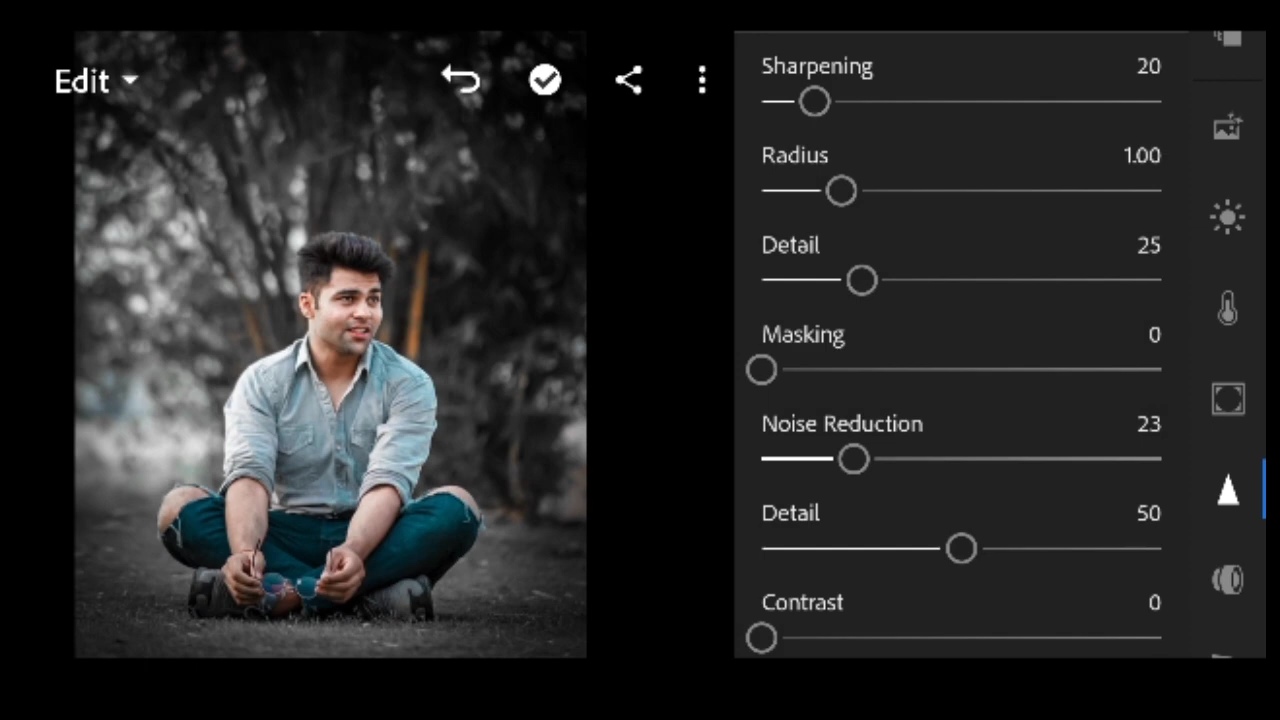 Edit
Sharpening 20
Radius 1.00
Detail 25
Masking 0
Noise Reduction 23
Detail 50
Contrast 0